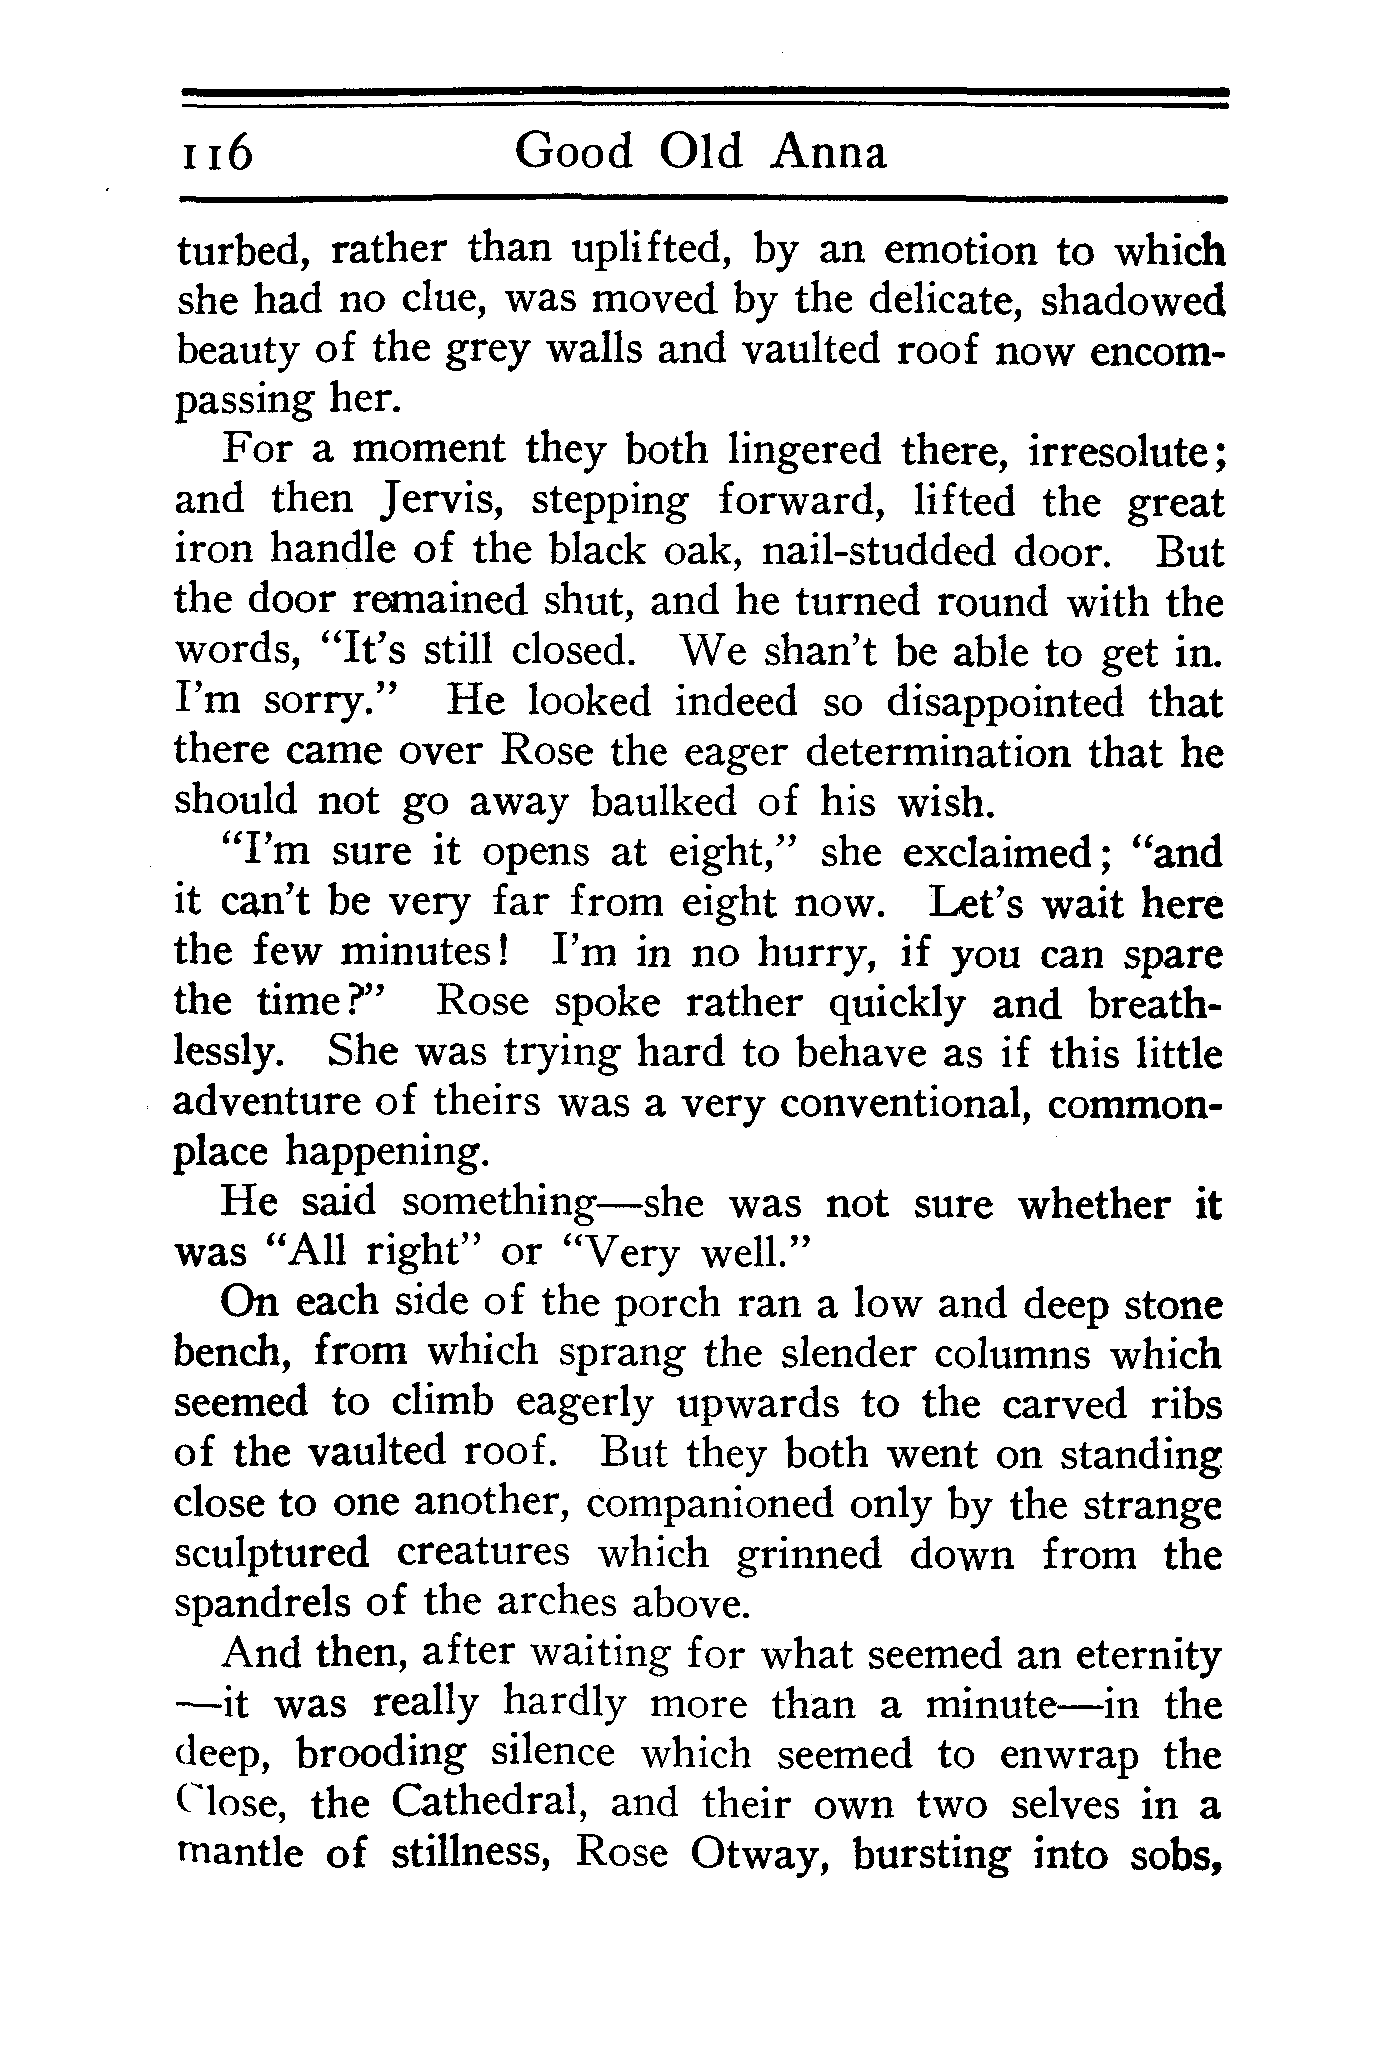 116 Good Old Anna
turbed, rather than uplifted, by an emotion to which
she had no clue, was moved by the delicate, shadowed
beauty of the grey walls and vaulted roof now encom-
passing her.
For a moment they both lingered there, irresolute;
and then Jervis, stepping forward, lifted the great
iron handle of the black oak, nail-studded door. But
the door remained shut, and he turned round with the
words, “It’s still closed. We shan’t be able to get in.
I’m sorry.” He looked indeed so disappointed that
there came over Rose the eager determination that he
should not go away baulked of his wish.
“I’m sure it opens at eight,” she exclaimed; “and
it can’t be very far from eight now. Let’s wait here
the few minutes! I’m in no hurry, if you can spare
the time?” Rose spoke rather quickly and breath-
lessly. She was trying hard to behave as if this little
adventure of theirs was a very conventional, common-
place happening.
He said something—she was not sure whether it
was “All right” or “Very well.”
On each side of the porch ran a low and deep stone
bench, from which sprang the slender columns which
seemed to climb eagerly upwards to the carved ribs
of the vaulted roof. But they both went on standing
close to one another, companioned only by the strange
sculptured creatures which grinned down from the
spandrels of the arches above.
And then, after waiting for what seemed an eternity
—it was really hardly more than a minute—in the
deep, brooding silence which seemed to enwrap the
Close, the Cathedral, and their own two selves in a
mantle of stillness, Rose Otway, bursting into sobs,